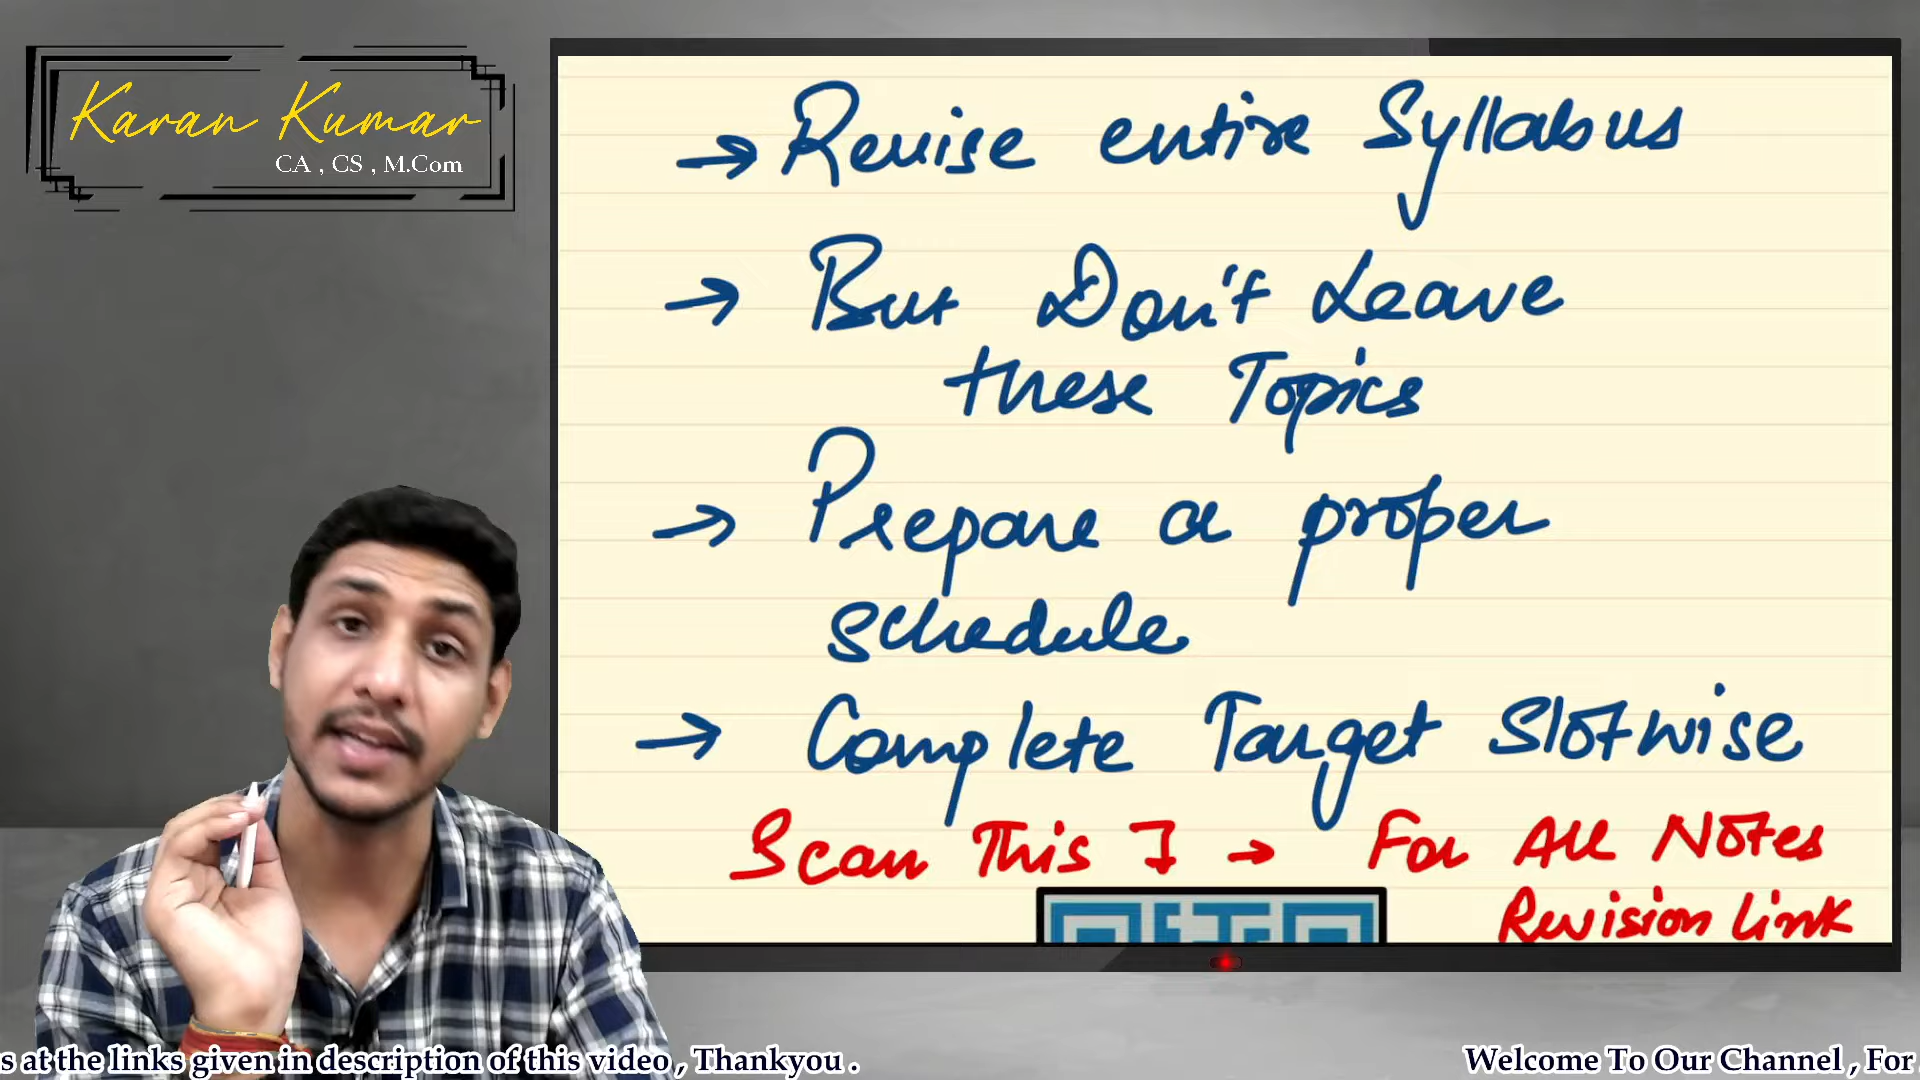 Karan Kumar
CA , CS , M.Com
→ Revise entire Syllabus
→ But Don't Leave
these Topics
→ Prepare a proper
schedule
→ Complete Target Slotwise
Scan This → For All Notes
Revision Link
s at the links given in description of this video , Thankyou .
Welcome To Our Channel , For